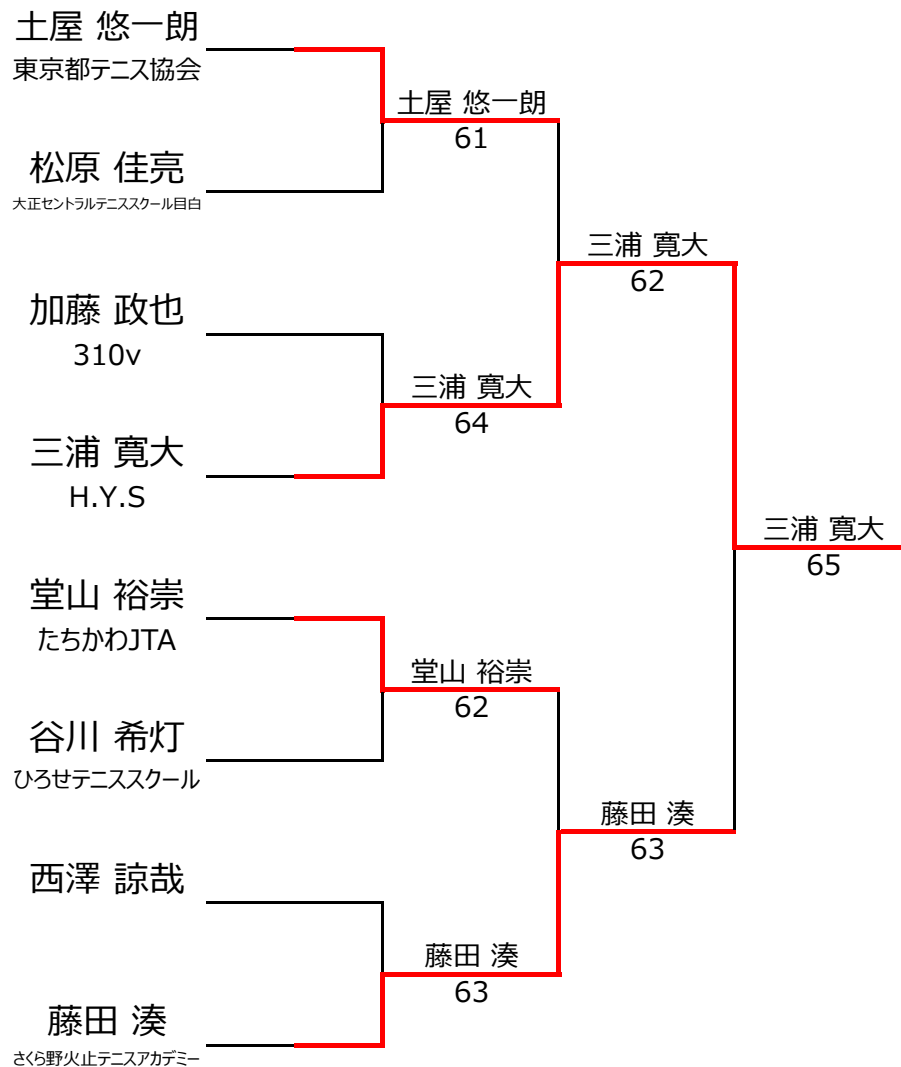 土屋 悠一朗
東京都テニス協会
土屋 悠一朗
61
松原 佳亮
大正セントラルテニススクール目白
三浦 寛大
62
加藤 政也
310v
三浦 寛大
64
三浦 寛大
H.Y.S
三浦 寛大
65
堂山 裕崇
たちかわJTA
堂山 裕崇
62
谷川 希灯
ひろせテニススクール
藤田 湊
63
西澤 諒哉
藤田 湊
63
藤田 湊
さくら野火止テニスアカデミー